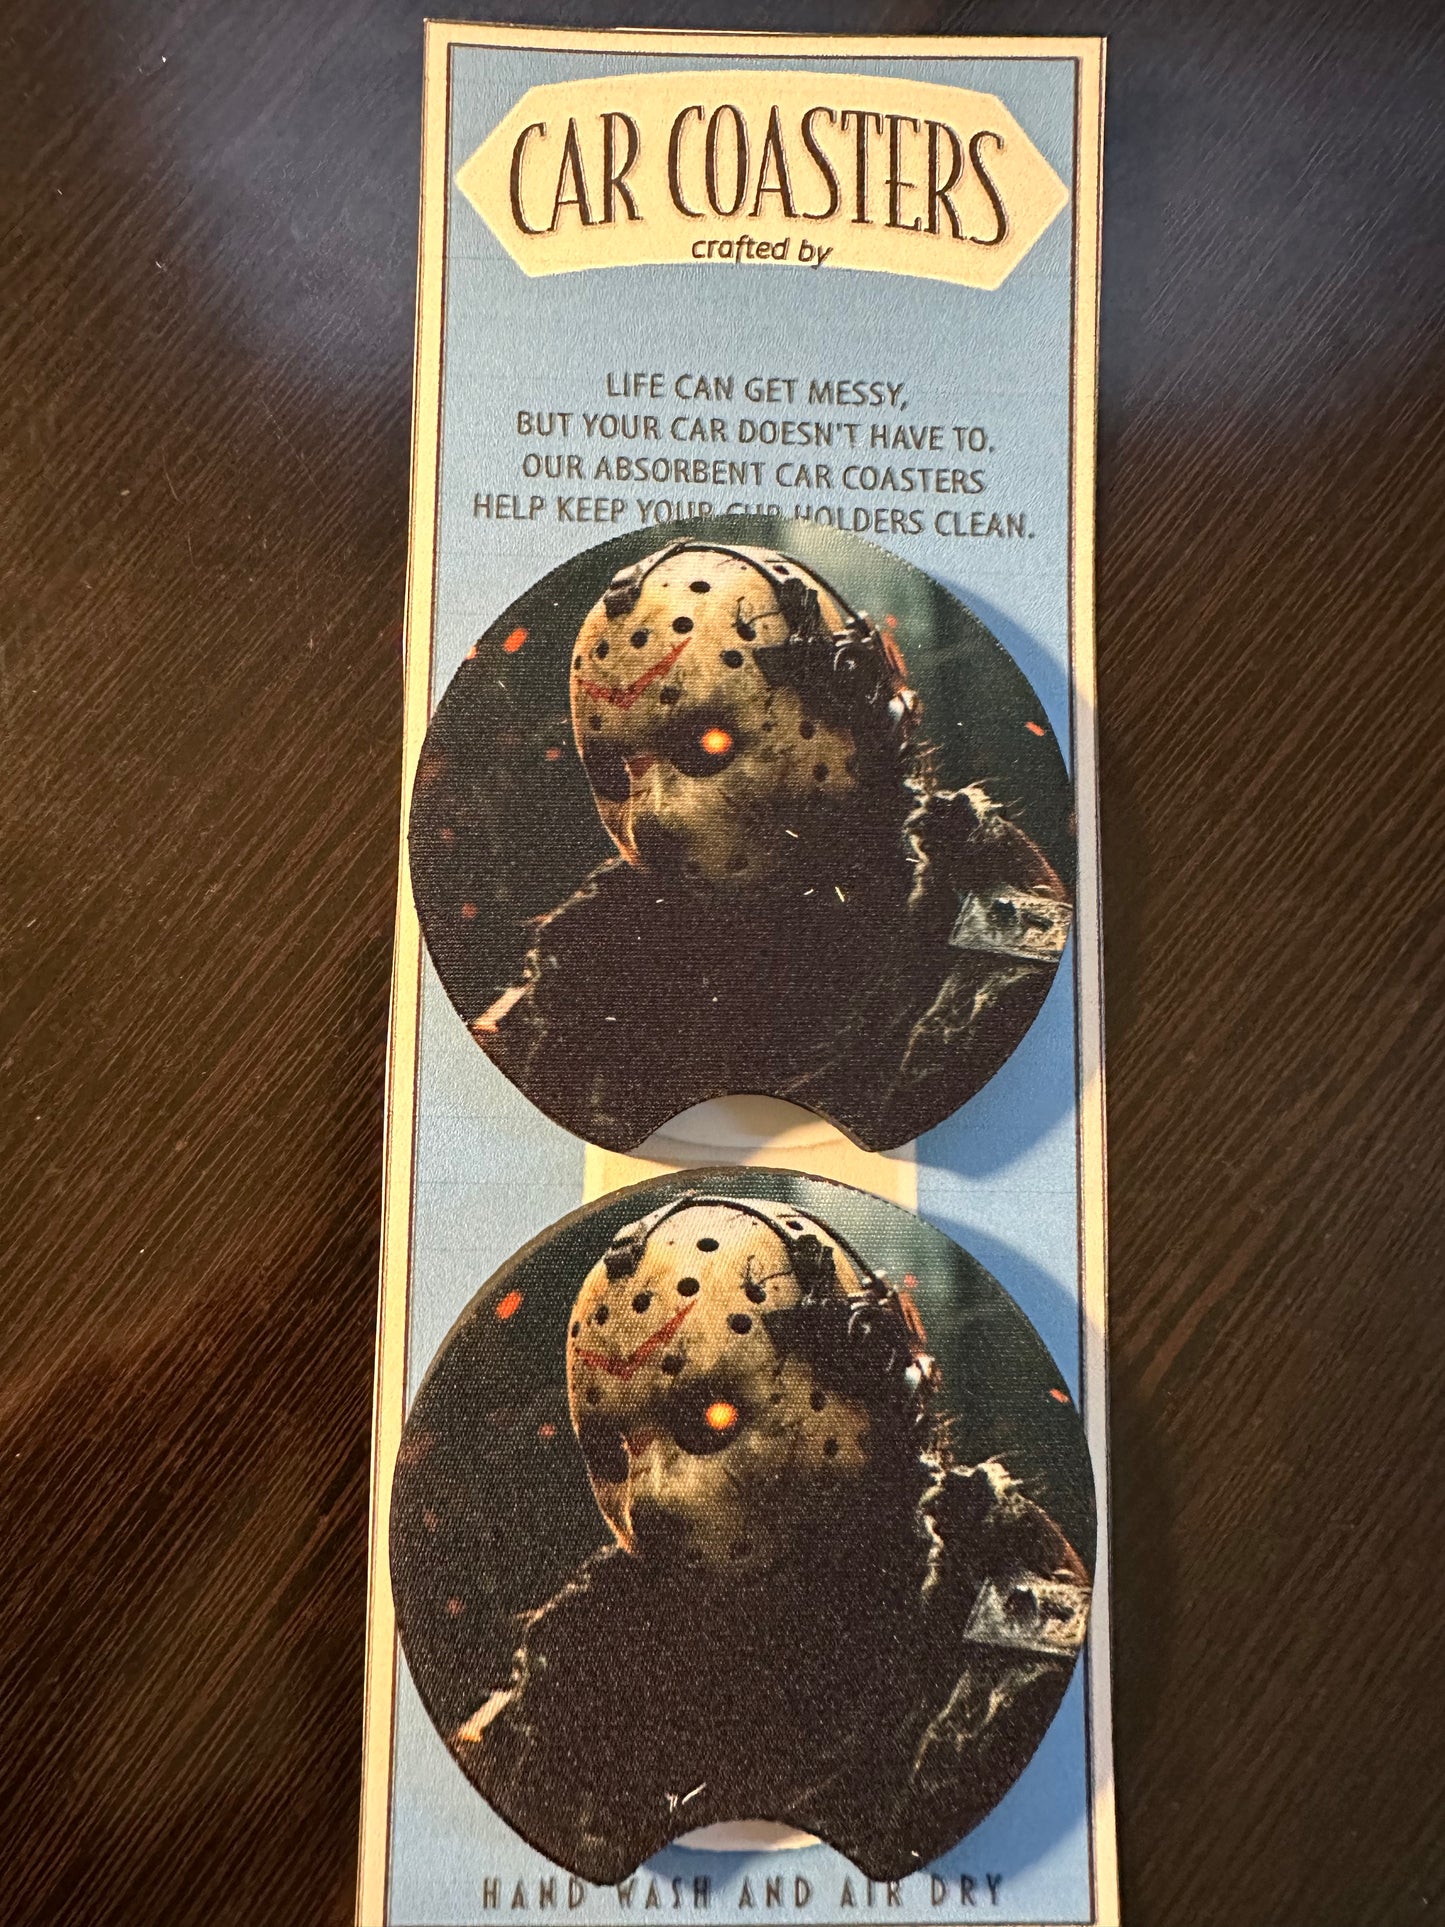 CAR COASTERS
crafted by
LIFE CAN GET MESSY,
BUT YOUR CAR DOESN'T HAVE TO.
OUR ABSORBENT CAR COASTERS
HELP KEEP YOUR CUP HOLDERS CLEAN.
HAND WASH AND AIR DRY